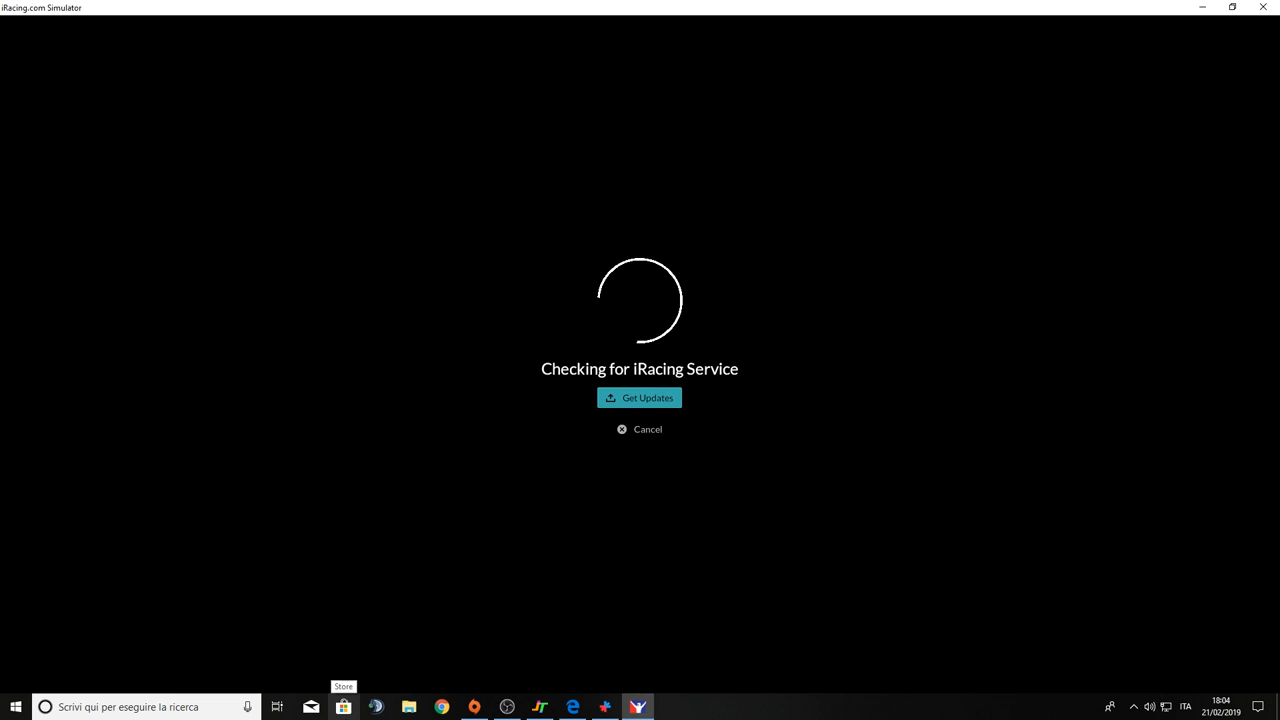 iRacing.com Simulator
Checking for iRacing Service
Get Updates
Cancel
Store
Scrivi qui per eseguire la ricerca
ITA
18:04
21/02/2019